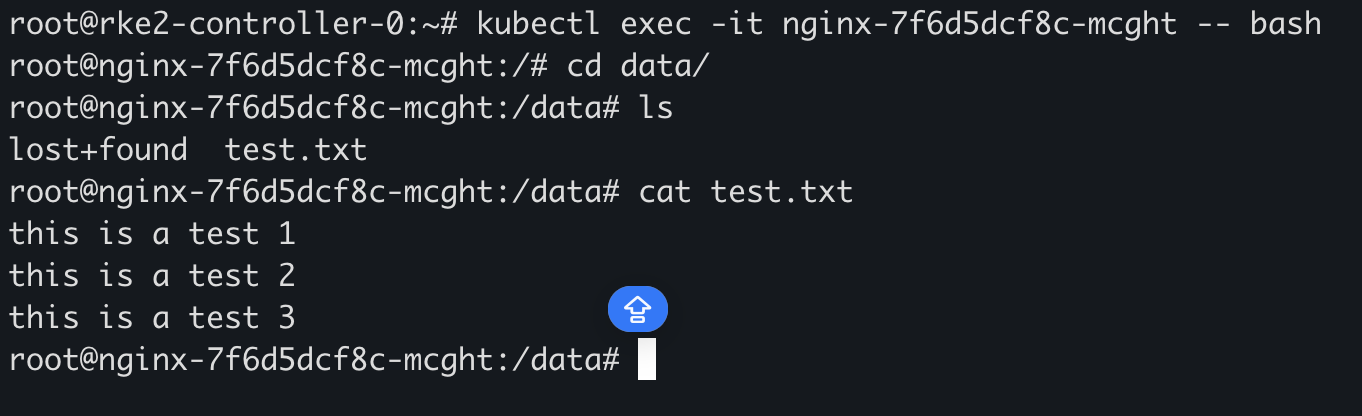 root@rke2-controller-0:~# kubectl exec -it nginx-7f6d5dcf8c-mcght -- bash
root@nginx-7f6d5dcf8c-mcght:/# cd data/
root@nginx-7f6d5dcf8c-mcght:/data# ls
lost+found  test.txt
root@nginx-7f6d5dcf8c-mcght:/data# cat test.txt
this is a test 1
this is a test 2
this is a test 3
root@nginx-7f6d5dcf8c-mcght:/data#